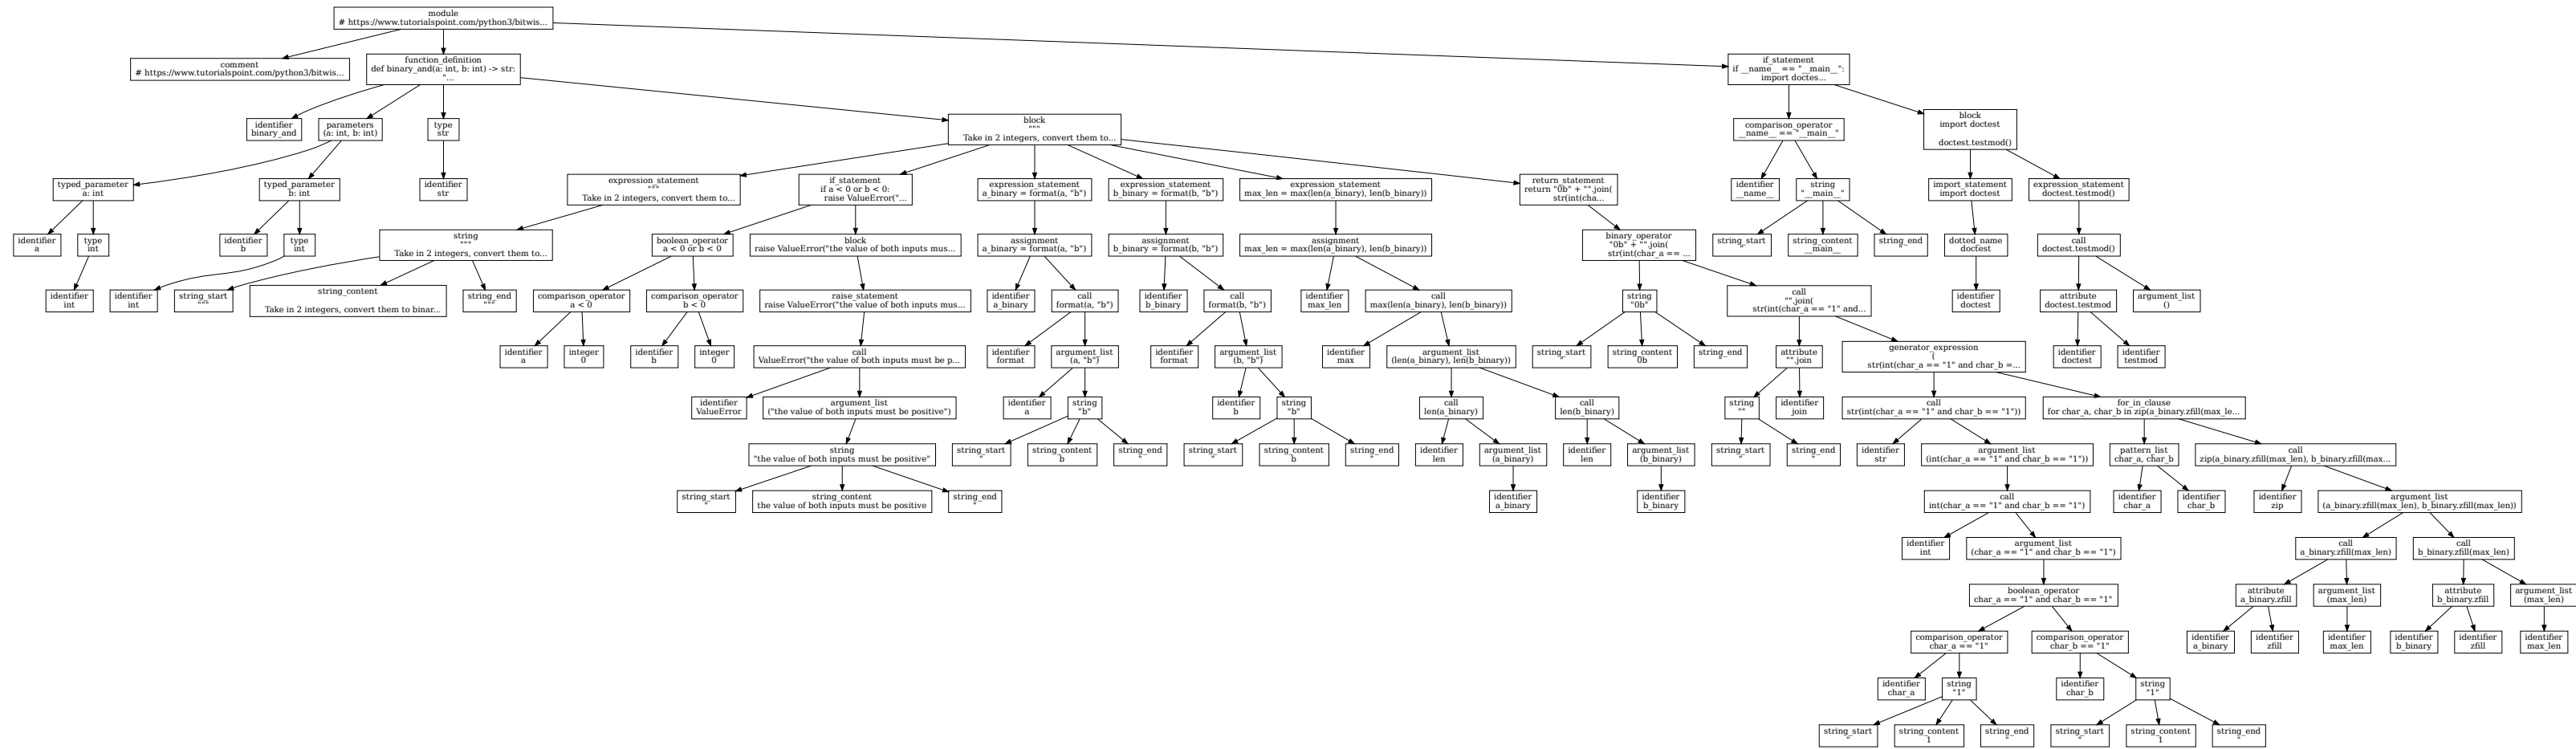 module
# https://www.tutorialspoint.com/python3/bitwis...
comment
# https://www.tutorialspoint.com/python3/bitwis...
function_definition
def binary_and(a: int, b: int) -> str:
"...
if_statement
if __name__ == "__main__":
import doctes...
identifier
binary_and
parameters
(a: int, b: int)
type
str
block
"""
Take in 2 integers, convert them to...
comparison_operator
__name__ == "__main__"
block
import doctest
doctest.testmod()
typed_parameter
a: int
typed_parameter
b: int
identifier
str
expression_statement
"""
Take in 2 integers, convert them to...
if_statement
if a < 0 or b < 0:
raise ValueError("...
expression_statement
a_binary = format(a, "b")
expression_statement
b_binary = format(b, "b")
expression_statement
max_len = max(len(a_binary), len(b_binary))
return_statement
return "0b" + "".join(
str(int(cha...
identifier
__name__
string
"__main__"
import_statement
import doctest
expression_statement
doctest.testmod()
identifier
a
type
int
identifier
b
type
int
string
"""
Take in 2 integers, convert them to...
boolean_operator
a < 0 or b < 0
block
raise ValueError("the value of both inputs mus...
assignment
a_binary = format(a, "b")
assignment
b_binary = format(b, "b")
assignment
max_len = max(len(a_binary), len(b_binary))
binary_operator
"0b" + "".join(
str(int(char_a == ...
string_start
"
string_content
__main__
string_end
"
dotted_name
doctest
call
doctest.testmod()
identifier
int
identifier
int
string_start
"""
string_content
Take in 2 integers, convert them to binar...
string_end
"""
comparison_operator
a < 0
comparison_operator
b < 0
raise_statement
raise ValueError("the value of both inputs mus...
identifier
a_binary
call
format(a, "b")
identifier
b_binary
call
format(b, "b")
identifier
max_len
call
max(len(a_binary), len(b_binary))
string
"0b"
call
"".join(
str(int(char_a == "1" and...
identifier
doctest
attribute
doctest.testmod
argument_list
()
identifier
a
integer
0
identifier
b
integer
0
call
ValueError("the value of both inputs must be p...
identifier
format
argument_list
(a, "b")
identifier
format
argument_list
(b, "b")
identifier
max
argument_list
(len(a_binary), len(b_binary))
string_start
"
string_content
0b
string_end
"
attribute
"".join
generator_expression
(
str(int(char_a == "1" and char_b =...
identifier
doctest
identifier
testmod
identifier
ValueError
argument_list
("the value of both inputs must be positive")
identifier
a
string
"b"
identifier
b
string
"b"
call
len(a_binary)
call
len(b_binary)
string
""
identifier
join
call
str(int(char_a == "1" and char_b == "1"))
for_in_clause
for char_a, char_b in zip(a_binary.zfill(max_le...
string
"the value of both inputs must be positive"
string_start
"
string_content
b
string_end
"
string_start
"
string_content
b
string_end
"
identifier
len
argument_list
(a_binary)
identifier
len
argument_list
(b_binary)
string_start
"
string_end
"
identifier
str
argument_list
(int(char_a == "1" and char_b == "1"))
pattern_list
char_a, char_b
call
zip(a_binary.zfill(max_len), b_binary.zfill(max...
string_start
"
string_content
the value of both inputs must be positive
string_end
"
identifier
a_binary
identifier
b_binary
call
int(char_a == "1" and char_b == "1")
identifier
char_a
identifier
char_b
identifier
zip
argument_list
(a_binary.zfill(max_len), b_binary.zfill(max_len))
identifier
int
argument_list
(char_a == "1" and char_b == "1")
call
a_binary.zfill(max_len)
call
b_binary.zfill(max_len)
boolean_operator
char_a == "1" and char_b == "1"
attribute
a_binary.zfill
argument_list
(max_len)
attribute
b_binary.zfill
argument_list
(max_len)
comparison_operator
char_a == "1"
comparison_operator
char_b == "1"
identifier
a_binary
identifier
zfill
identifier
max_len
identifier
b_binary
identifier
zfill
identifier
max_len
identifier
char_a
string
"1"
identifier
char_b
string
"1"
string_start
"
string_content
1
string_end
"
string_start
"
string_content
1
string_end
"